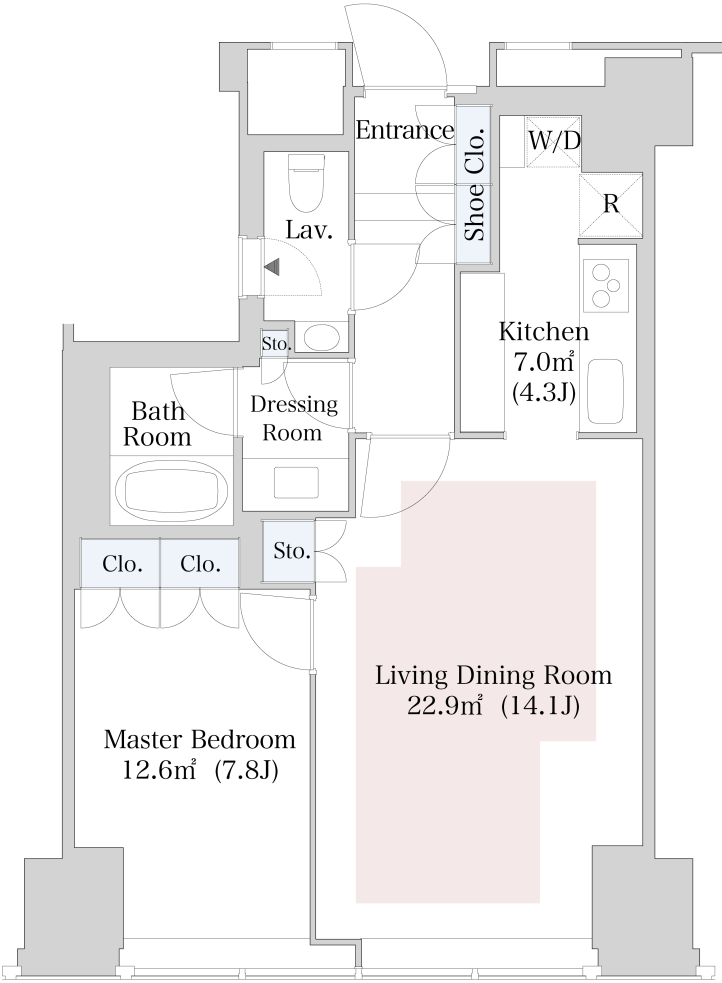 Entrance
Shoe Clo.
W/D
R
Lav.
Kitchen
7.0㎡
(4.3J)
Sto.
Dressing
Room
Bath
Room
Clo.
Clo.
Sto.
Living Dining Room
22.9㎡ (14.1J)
Master Bedroom
12.6㎡ (7.8J)